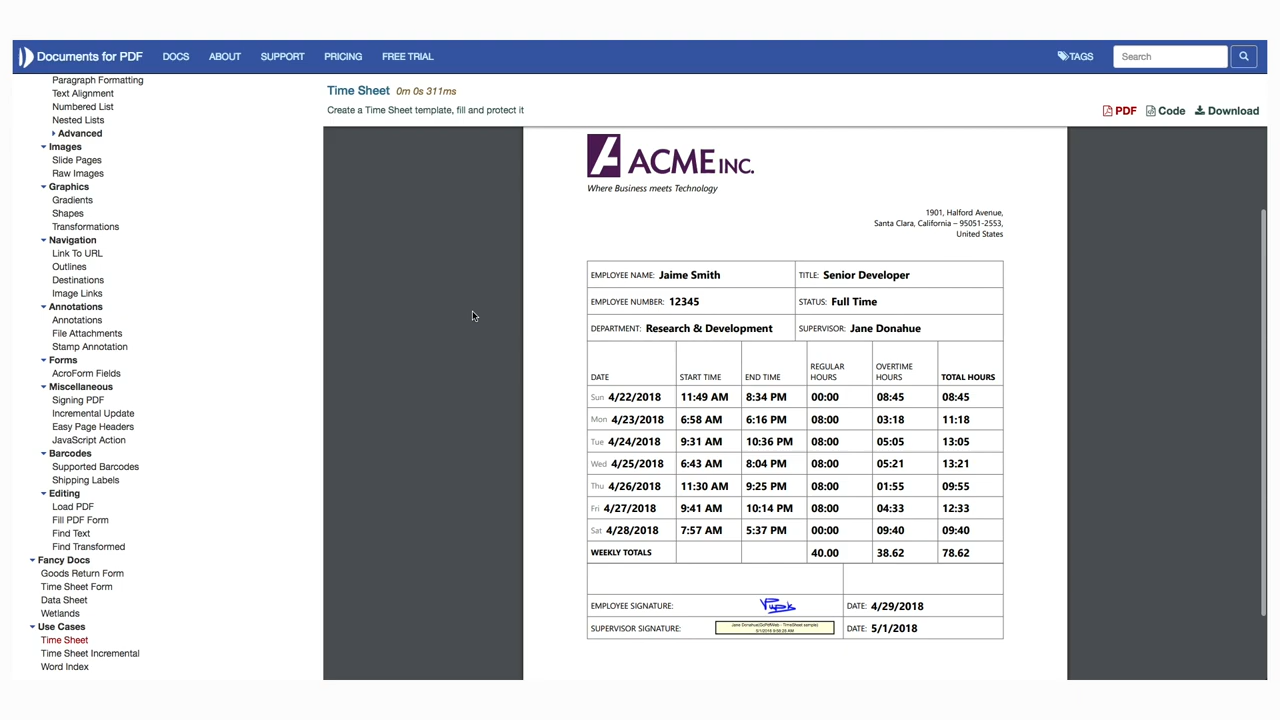 Documents for PDF DOCS ABOUT SUPPORT PRICING FREE TRIAL TAGS Search
Paragraph Formatting
Text Alignment
Numbered List
Nested Lists
Advanced
Images
Slide Pages
Raw Images
Graphics
Gradients
Shapes
Transformations
Navigation
Link To URL
Outlines
Destinations
Image Links
Annotations
Annotations
File Attachments
Stamp Annotation
Forms
AcroForm Fields
Miscellaneous
Signing PDF
Incremental Update
Easy Page Headers
JavaScript Action
Barcodes
Supported Barcodes
Shipping Labels
Editing
Load PDF
Fill PDF Form
Find Text
Find Transformed
Fancy Docs
Goods Return Form
Time Sheet Form
Data Sheet
Wetlands
Use Cases
Time Sheet
Time Sheet Incremental
Word Index
Time Sheet 0m 0s 311ms
Create a Time Sheet template, fill and protect it
PDF Code Download
ACME INC.
Where Business meets Technology
1901, Halford Avenue,
Santa Clara, California – 95051-2553,
United States
EMPLOYEE NAME: Jaime Smith TITLE: Senior Developer
EMPLOYEE NUMBER: 12345 STATUS: Full Time
DEPARTMENT: Research & Development SUPERVISOR: Jane Donahue
DATE START TIME END TIME REGULAR HOURS OVERTIME HOURS TOTAL HOURS
Sun 4/22/2018 11:49 AM 8:34 PM 00:00 08:45 08:45
Mon 4/23/2018 6:58 AM 6:16 PM 08:00 03:18 11:18
Tue 4/24/2018 9:31 AM 10:36 PM 08:00 05:05 13:05
Wed 4/25/2018 6:43 AM 8:04 PM 08:00 05:21 13:21
Thu 4/26/2018 11:30 AM 9:25 PM 08:00 01:55 09:55
Fri 4/27/2018 9:41 AM 10:14 PM 08:00 04:33 12:33
Sat 4/28/2018 7:57 AM 5:37 PM 00:00 09:40 09:40
WEEKLY TOTALS 40.00 38.62 78.62
EMPLOYEE SIGNATURE: DATE: 4/29/2018
SUPERVISOR SIGNATURE: DATE: 5/1/2018